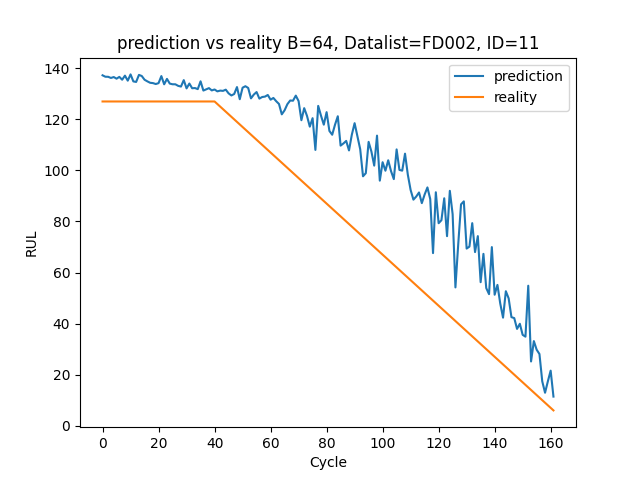 prediction vs reality B=64, Datalist=FD002, ID=11
prediction
reality
RUL
140
120
100
80
60
40
20
0
0 20 40 60 80 100 120 140 160
Cycle